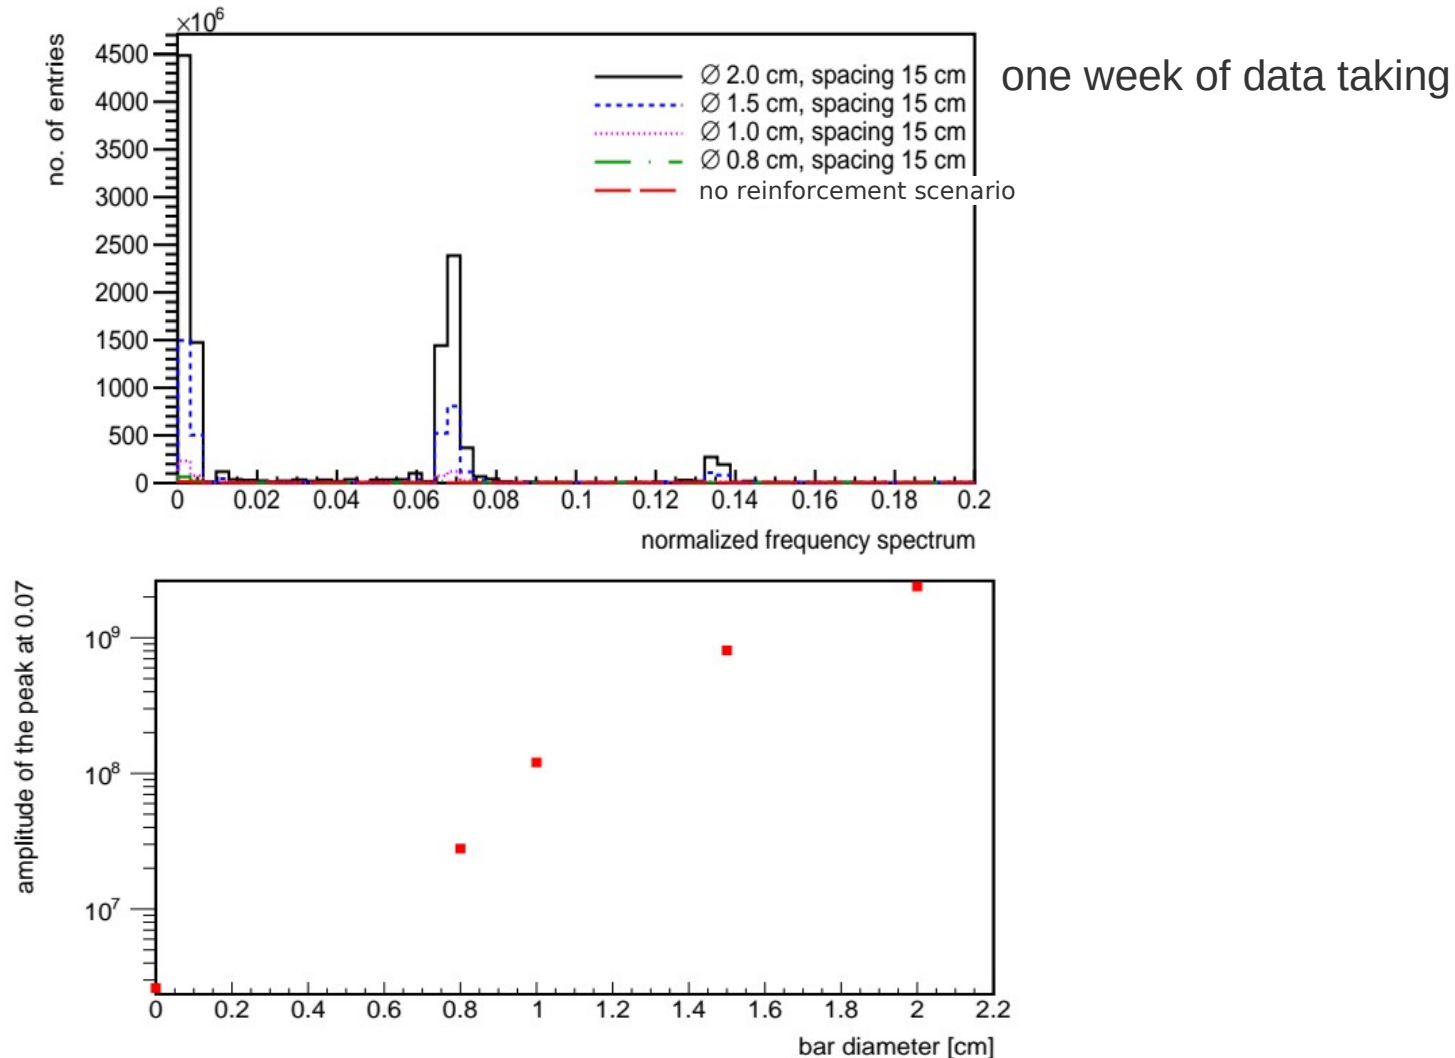 ×10⁶
no. of entries
4500
4000
3500
3000
2500
2000
1500
1000
500
0
∅ 2.0 cm, spacing 15 cm
∅ 1.5 cm, spacing 15 cm
∅ 1.0 cm, spacing 15 cm
∅ 0.8 cm, spacing 15 cm
no reinforcement scenario
one week of data taking
0 0.02 0.04 0.06 0.08 0.1 0.12 0.14 0.16 0.18 0.2
normalized frequency spectrum
amplitude of the peak at 0.07
10⁹
10⁸
10⁷
0 0.2 0.4 0.6 0.8 1 1.2 1.4 1.6 1.8 2 2.2
bar diameter [cm]